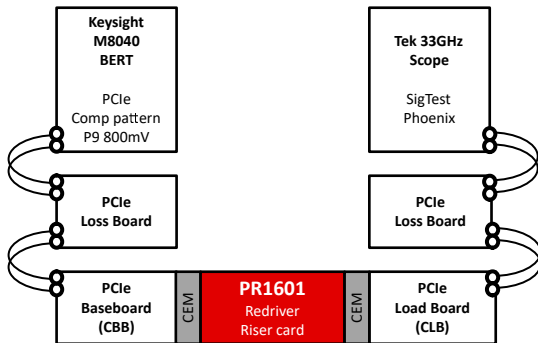 Keysight
M8040
BERT
PCIe
Comp pattern
P9 800mV
Tek 33GHz
Scope
SigTest
Phoenix
PCIe
Loss Board
PCIe
Loss Board
PCIe
Baseboard
(CBB)
CEM
PR1601
Redriver
Riser card
CEM
PCIe
Load Board
(CLB)